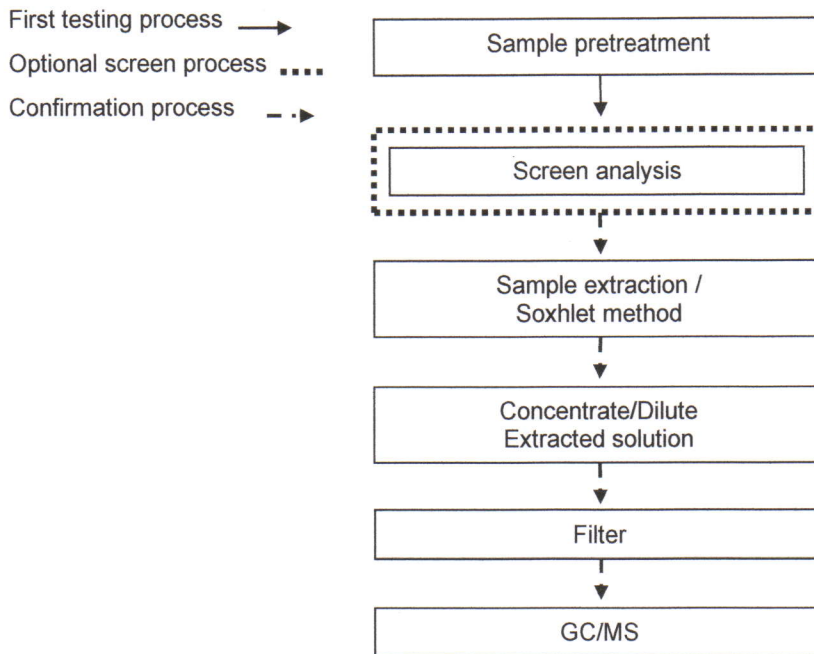 First testing process
Optional screen process
Confirmation process
Sample pretreatment
Screen analysis
Sample extraction /
Soxhlet method
Concentrate/Dilute
Extracted solution
Filter
GC/MS